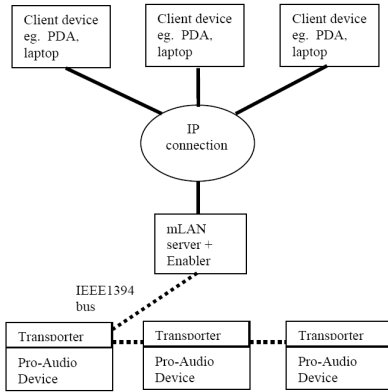 Client device
eg. PDA,
laptop
Client device
eg. PDA,
laptop
Client device
eg. PDA,
laptop
IP
connection
mLAN
server +
Enabler
IEEE1394
bus
Transporter
Pro-Audio
Device
Transporter
Pro-Audio
Device
Transporter
Pro-Audio
Device